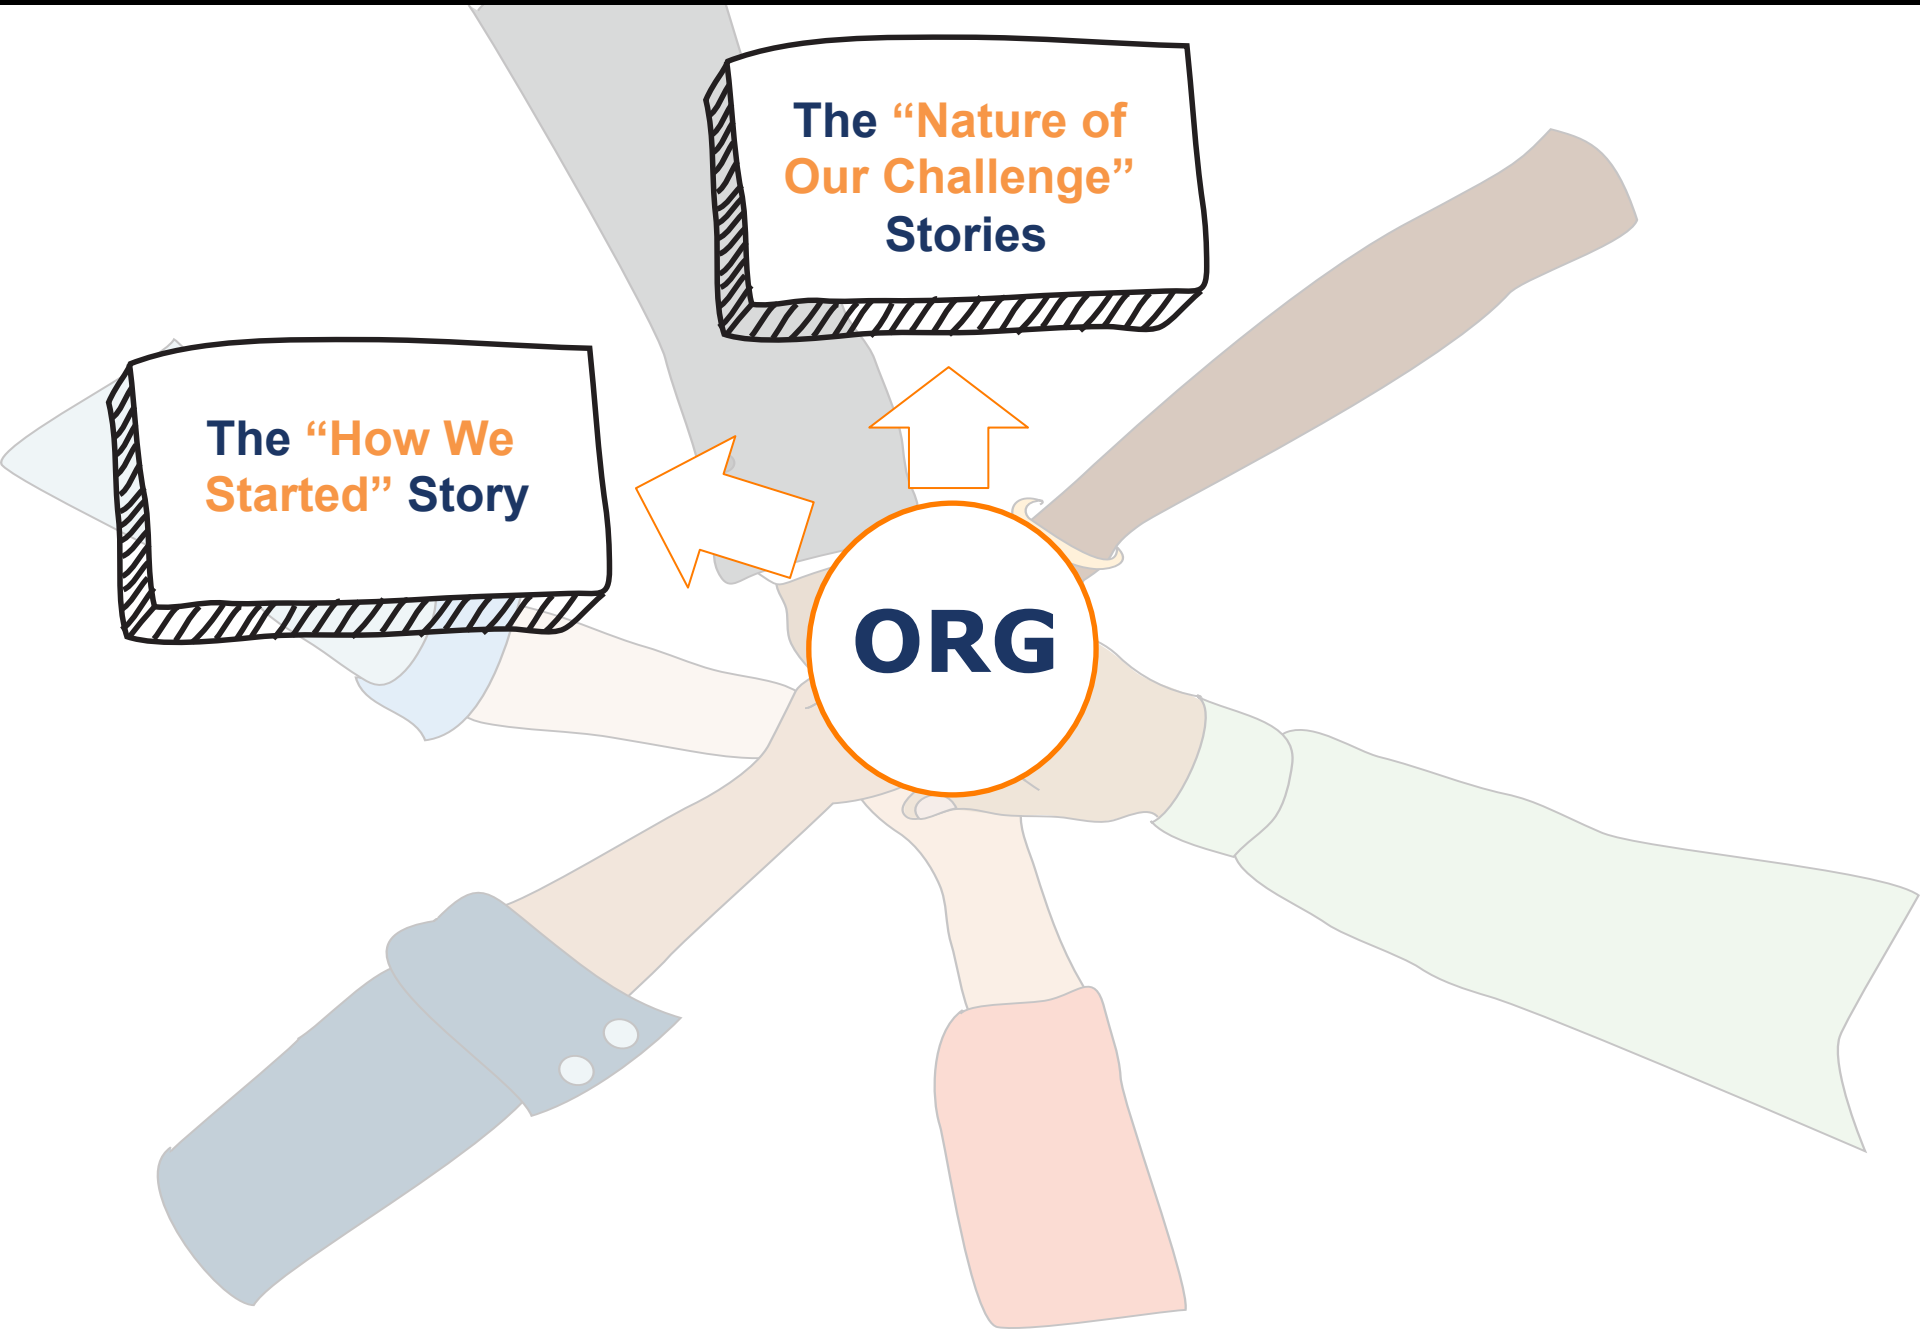 The “Nature of
Our Challenge”
Stories
The “How We
Started” Story
ORG